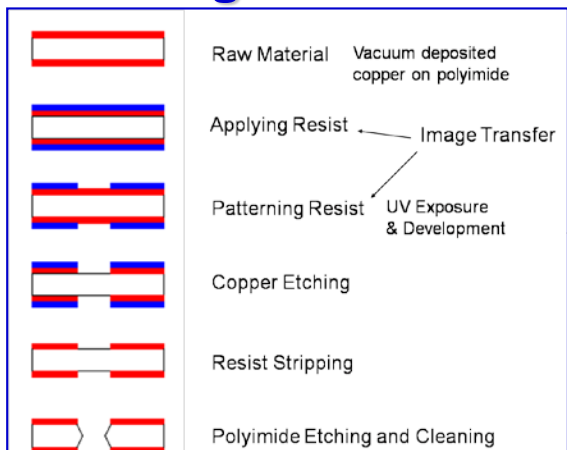 Raw Material
Vacuum deposited
copper on polyimide
Applying Resist
Image Transfer
Patterning Resist
UV Exposure
& Development
Copper Etching
Resist Stripping
Polyimide Etching and Cleaning